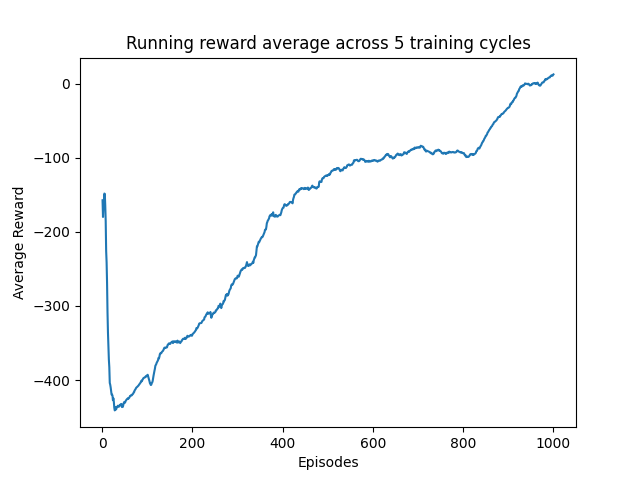 Running reward average across 5 training cycles
0
−100
−200
−300
−400
Average Reward
0 200 400 600 800 1000
Episodes